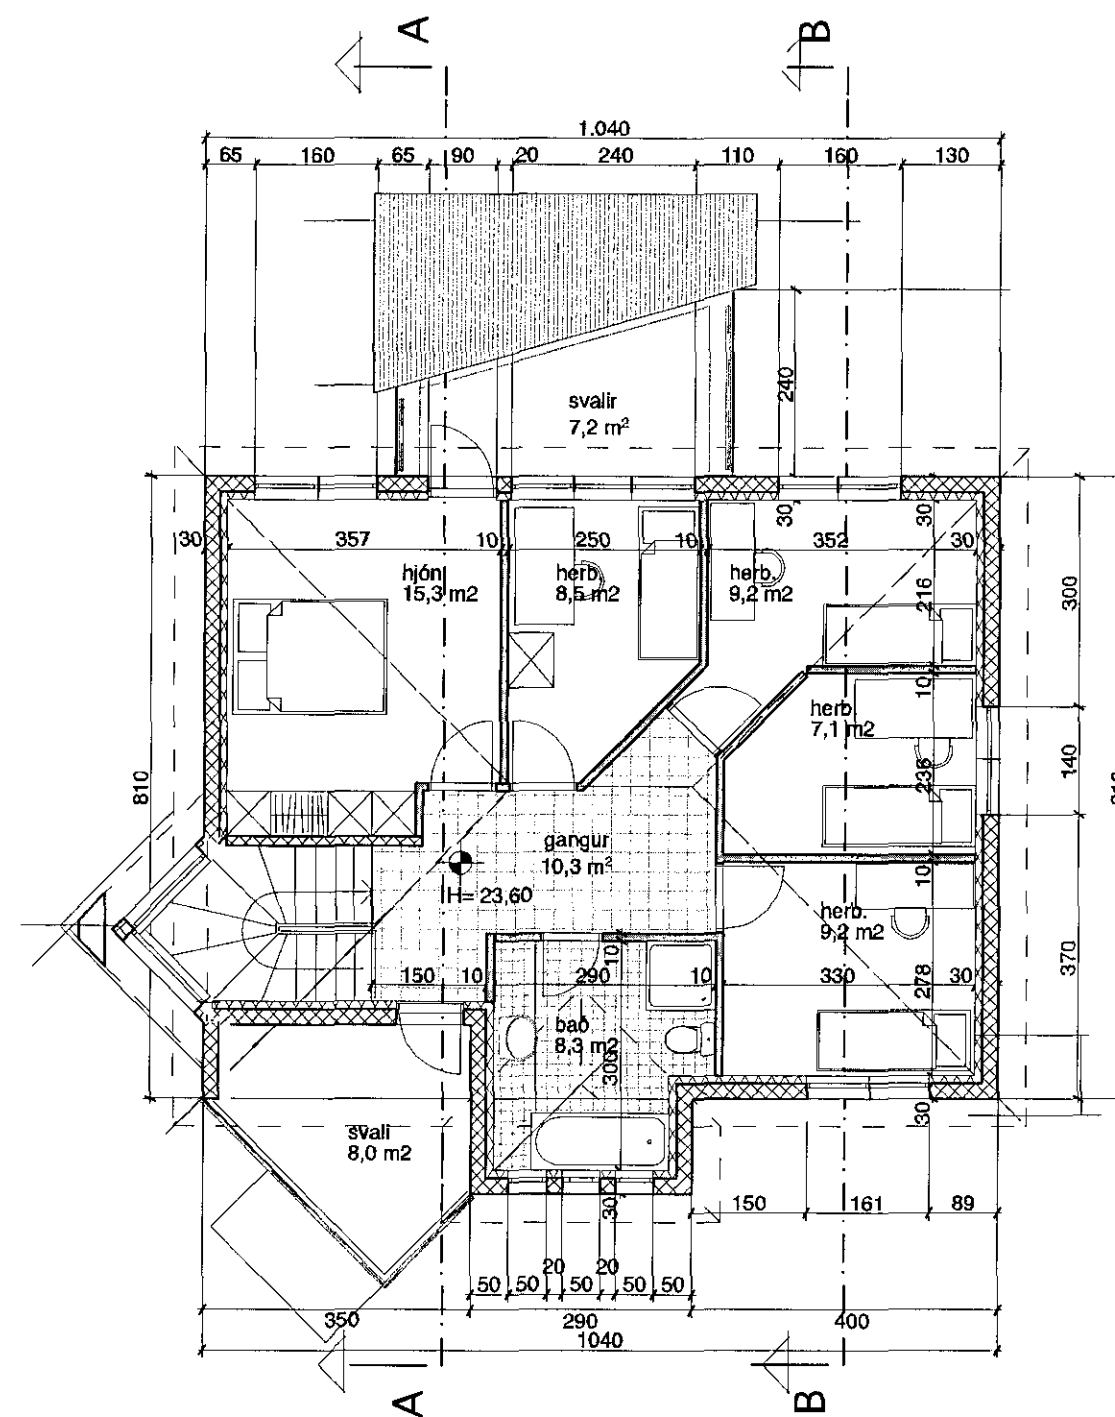 A
B
1.040
65 160 65 90 20 240 110 160 130
240
svalir
7,2 m²
30 357 10 250 10 352 30
30
30
hjón
15,3 m2
herb.
8,5 m2
herb.
9,2 m2
216
300
10
herb.
7,1 m2
236
140
810
gangur
10,3 m²
H= 23,60
10
herb.
9,2 m2
150 10 290 10 330 30
10
278
370
bað
8,3 m2
300
30
svali
8,0 m2
30
150 161 89
20 20
50 50 50 50 50
350 290 400
1040
A
B